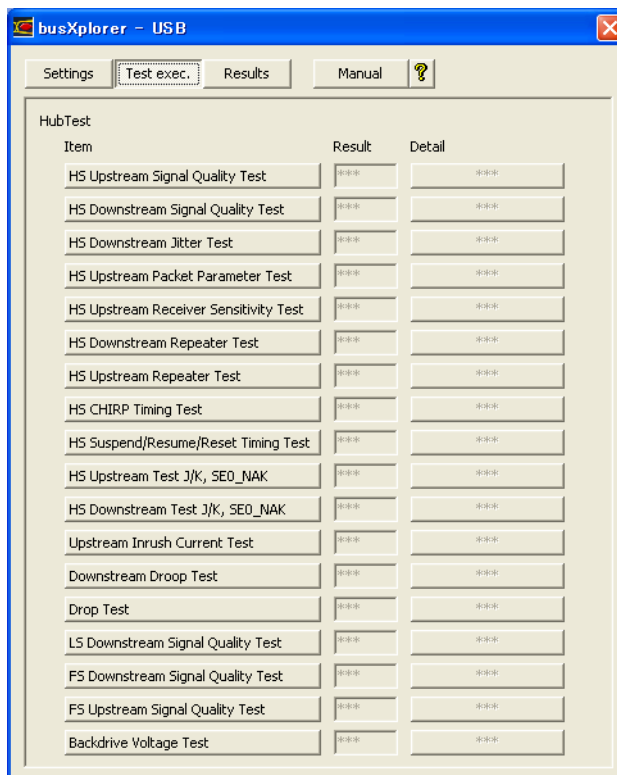 busXplorer - USB
Settings Test exec. Results Manual ?
HubTest
Item Result Detail
HS Upstream Signal Quality Test *** ***
HS Downstream Signal Quality Test *** ***
HS Downstream Jitter Test *** ***
HS Upstream Packet Parameter Test *** ***
HS Upstream Receiver Sensitivity Test *** ***
HS Downstream Repeater Test *** ***
HS Upstream Repeater Test *** ***
HS CHIRP Timing Test *** ***
HS Suspend/Resume/Reset Timing Test *** ***
HS Upstream Test J/K, SE0_NAK *** ***
HS Downstream Test J/K, SE0_NAK *** ***
Upstream Inrush Current Test *** ***
Downstream Droop Test *** ***
Drop Test *** ***
LS Downstream Signal Quality Test *** ***
FS Downstream Signal Quality Test *** ***
FS Upstream Signal Quality Test *** ***
Backdrive Voltage Test *** ***